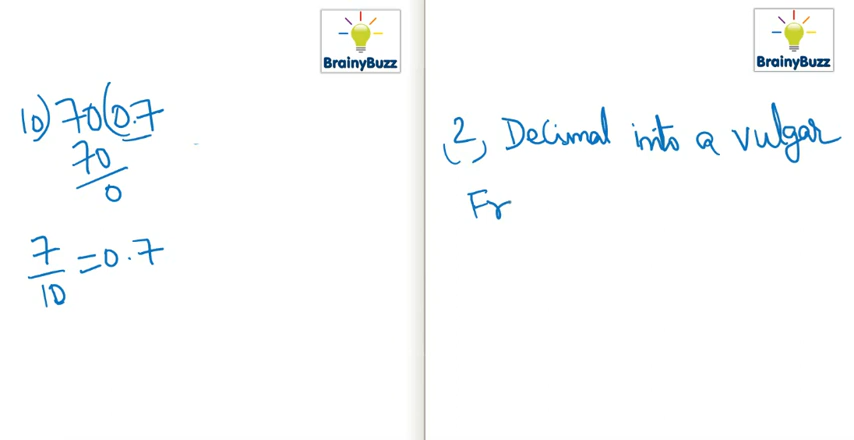 BrainyBuzz
10)70(0.7
70
0
7/10 = 0.7
BrainyBuzz
(2) Decimal into a vulgar
Fr